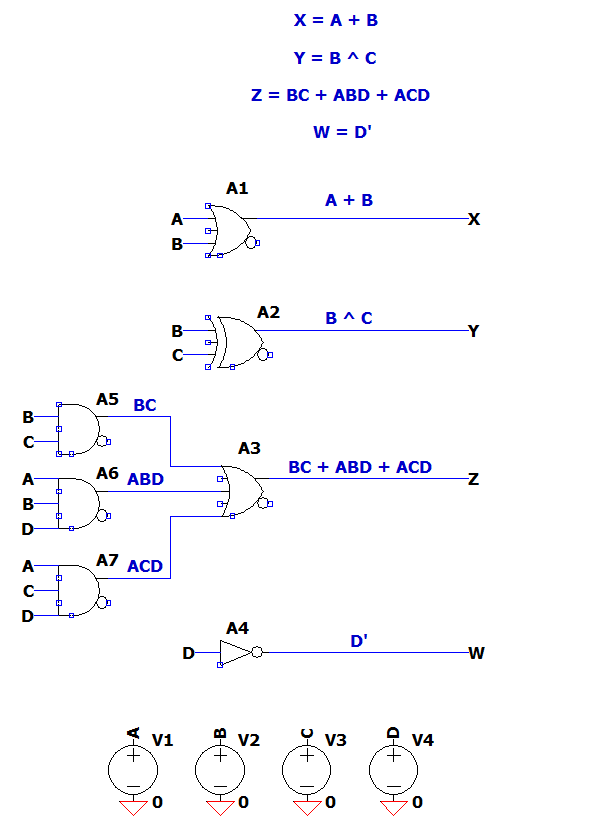 X = A + B
Y = B ^ C
Z = BC + ABD + ACD
W = D'
A1
A + B
A
X
B
A2
B ^ C
B
Y
C
A5
BC
B
C
A3
A6
ABD
BC + ABD + ACD
A
Z
B
D
A7
ACD
A
C
D
A4
D'
D
W
A
V1
B
V2
C
V3
D
V4
0
0
0
0